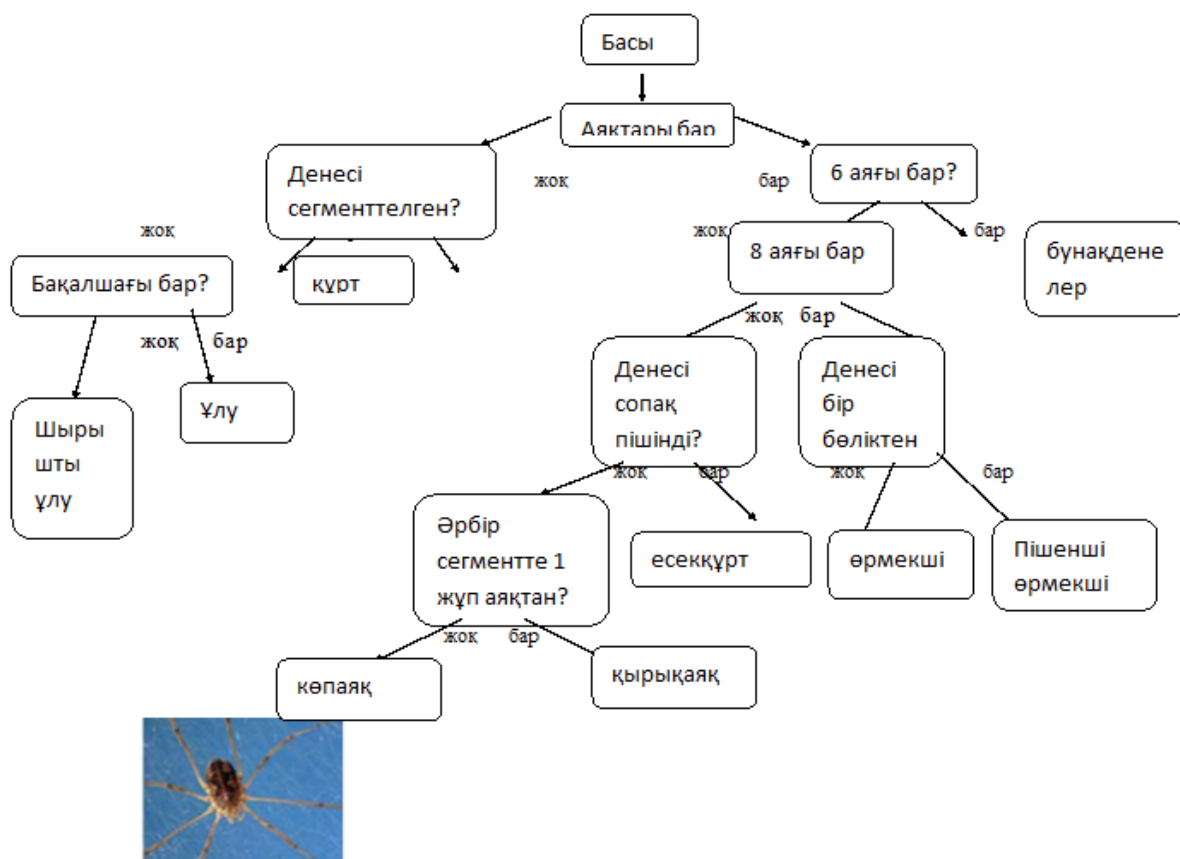 Басы
Аяқтары бар
Денесі
сегменттелген?
жоқ
бар
6 аяғы бар?
жоқ
жоқ
бар
Бақалшағы бар?
құрт
8 аяғы бар
бунақдене
лер
жоқ бар
жоқ бар
Шыры
шты
ұлу
Ұлу
Денесі
сопақ
пішінді?
Денесі
бір
бөліктен
жоқ
бар
жоқ
бар
Әрбір
сегментте 1
жұп аяқтан?
есекқұрт
өрмекші
Пішенші
өрмекші
жоқ
бар
көпаяқ
қырықаяқ